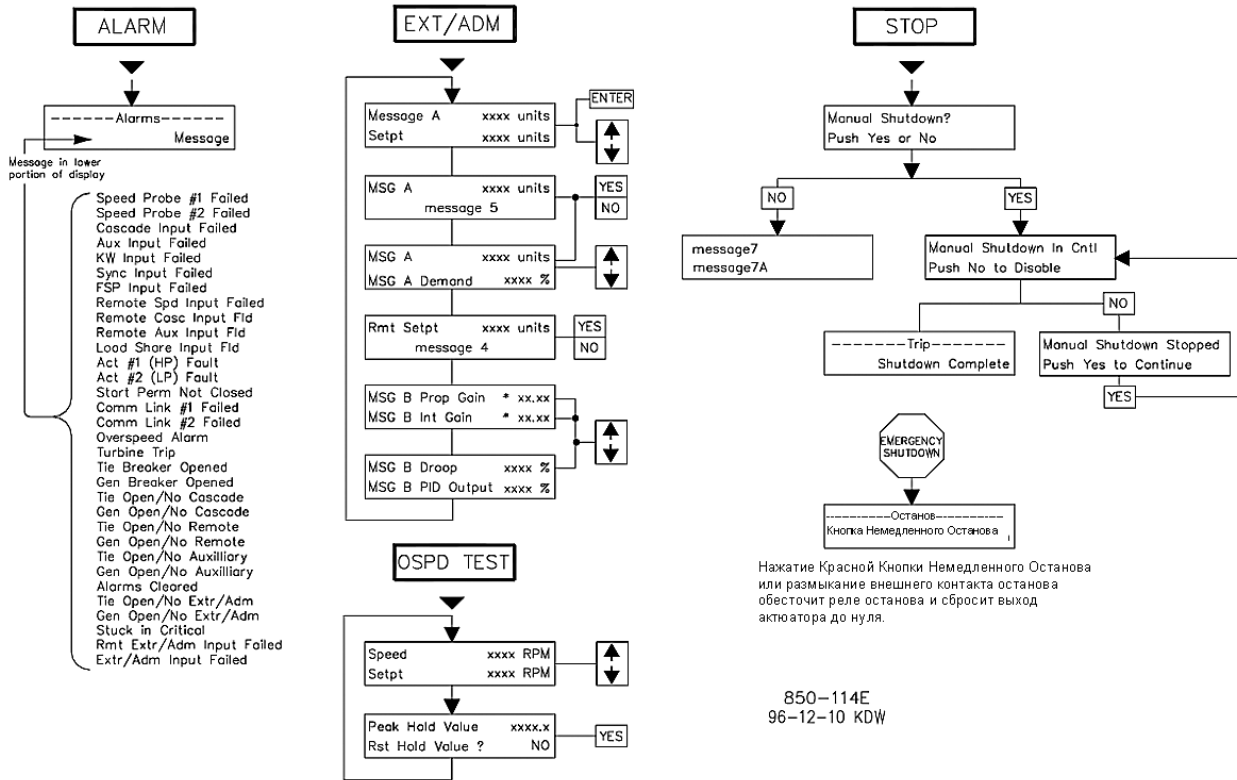 ALARM
-------Alarms-------
Message
Message in lower
portion of display
Speed Probe #1 Failed
Speed Probe #2 Failed
Cascade Input Failed
Aux Input Failed
KW Input Failed
Sync Input Failed
FSP Input Failed
Remote Spd Input Failed
Remote Casc Input Fld
Remote Aux Input Fld
Load Share Input Fld
Act #1 (HP) Fault
Act #2 (LP) Fault
Start Perm Not Closed
Comm Link #1 Failed
Comm Link #2 Failed
Overspeed Alarm
Turbine Trip
Tie Breaker Opened
Gen Breaker Opened
Tie Open/No Cascade
Gen Open/No Cascade
Tie Open/No Remote
Gen Open/No Remote
Tie Open/No Auxilliary
Gen Open/No Auxilliary
Alarms Cleared
Tie Open/No Extr/Adm
Gen Open/No Extr/Adm
Stuck in Critical
Rmt Extr/Adm Input Failed
Extr/Adm Input Failed
EXT/ADM
Message A xxxx units
Setpt xxxx units
ENTER
MSG A xxxx units
message 5
YES
NO
MSG A xxxx units
MSG A Demand xxxx %
Rmt Setpt xxxx units
message 4
YES
NO
MSG B Prop Gain * xx.xx
MSG B Int Gain * xx.xx
MSG B Droop xxxx %
MSG B PID Output xxxx %
OSPD TEST
Speed xxxx RPM
Setpt xxxx RPM
Peak Hold Value xxxx.x
Rst Hold Value ? NO
YES
STOP
Manual Shutdown?
Push Yes or No
NO
YES
message7
message7A
Manual Shutdown In Cntl
Push No to Disable
NO
--------Trip--------
Shutdown Complete
Manual Shutdown Stopped
Push Yes to Continue
YES
EMERGENCY
SHUTDOWN
----------Останов----------
Кнопка Немедленного Останова
Нажатие Красной Кнопки Немедленного Останова
или размыкание внешнего контакта останова
обесточит реле останова и сбросит выход
актюатора до нуля.
850-114E
96-12-10 KDW